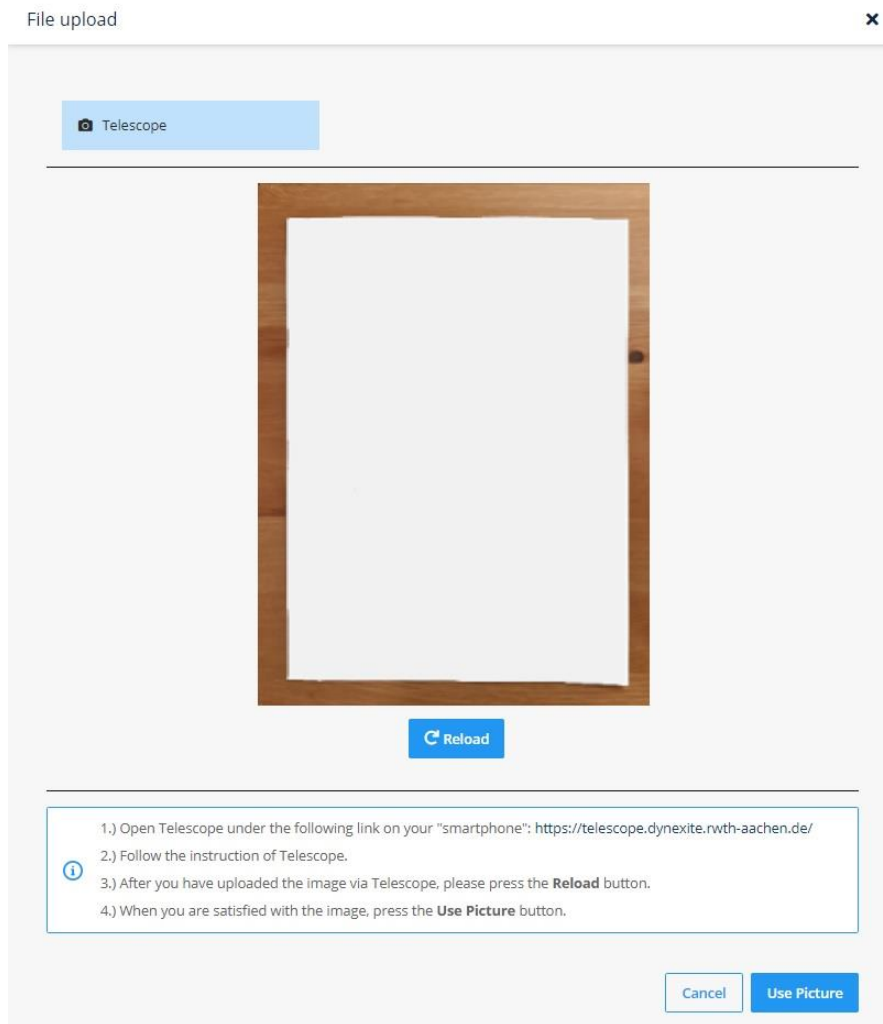 File upload
Telescope
Reload
1.) Open Telescope under the following link on your "smartphone": https://telescope.dynexite.rwth-aachen.de/
2.) Follow the instruction of Telescope.
3.) After you have uploaded the image via Telescope, please press the Reload button.
4.) When you are satisfied with the image, press the Use Picture button.
Cancel
Use Picture